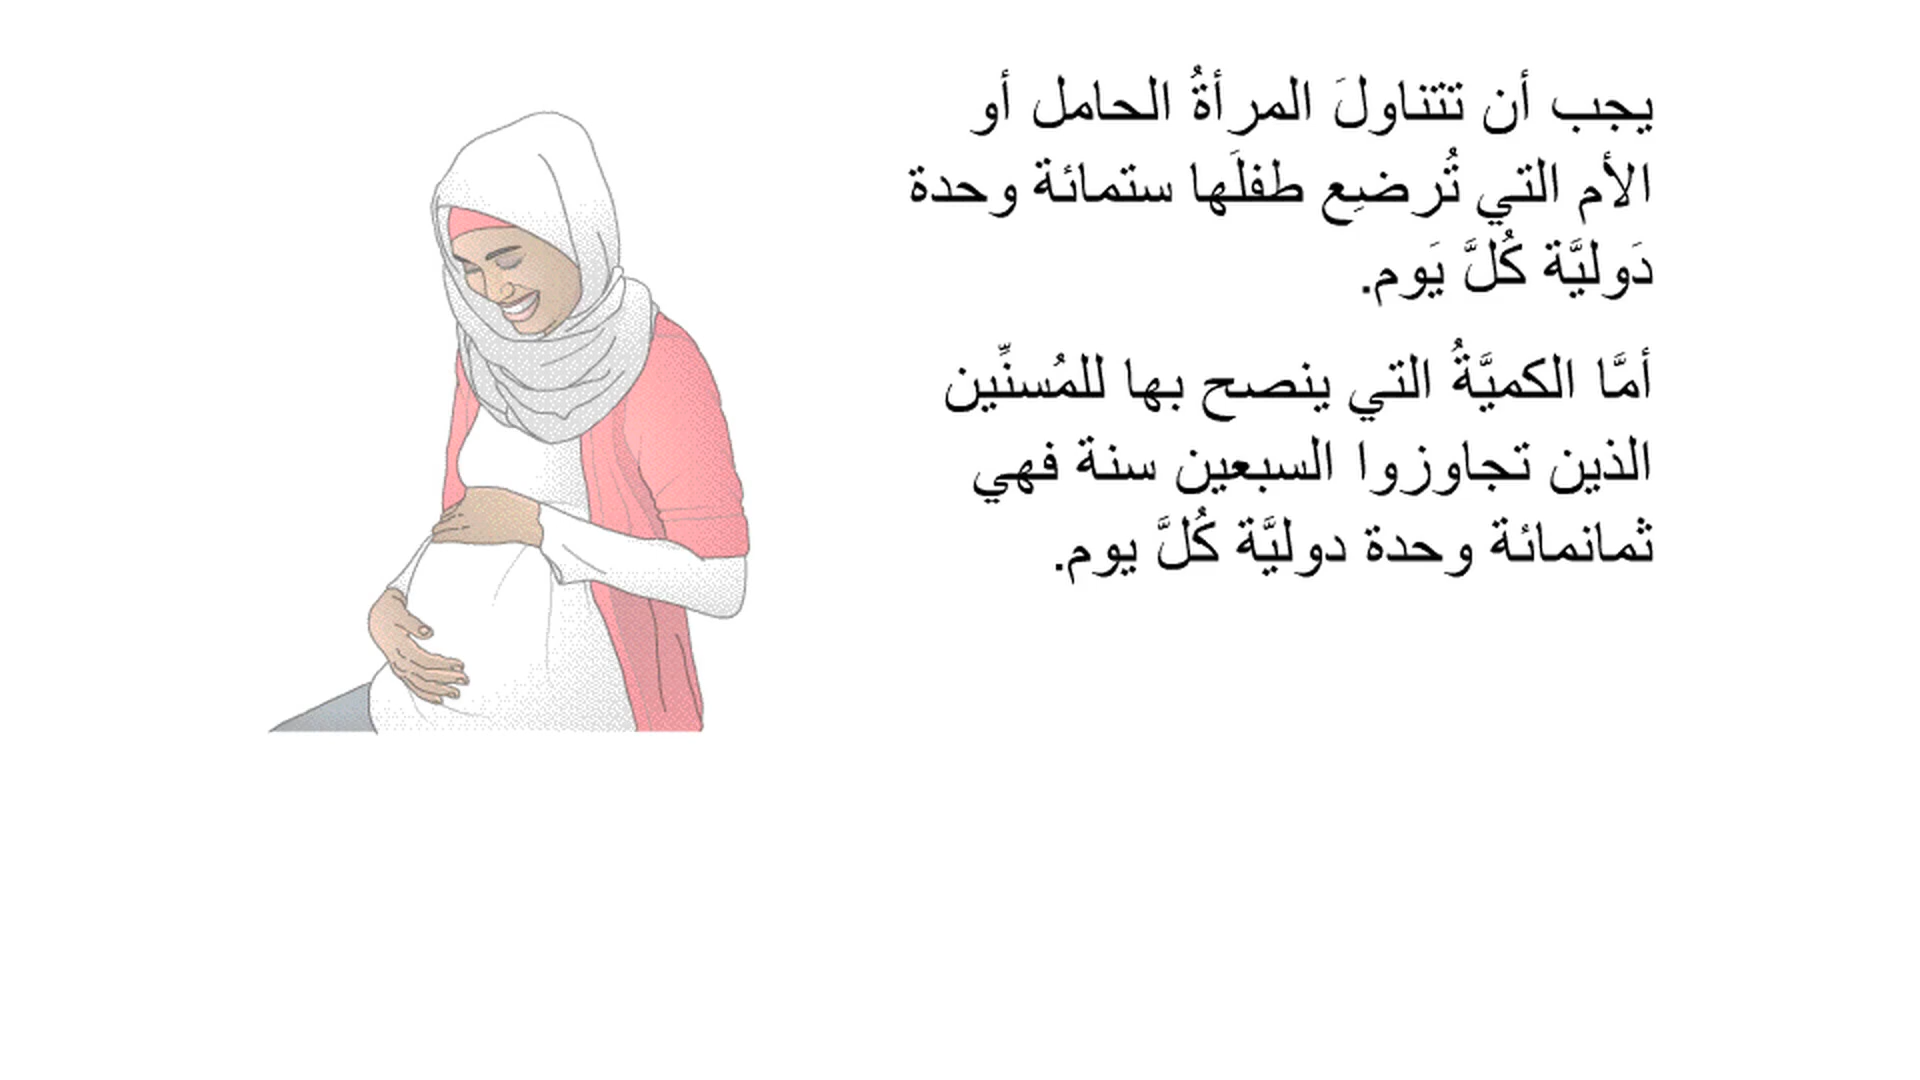 يجب أن تتناولَ المرأةُ الحامل أو
الأم التي تُرضِع طفلَها ستمائة وحدة
دَوليَّة كُلَّ يَوم.
أمَّا الكميَّةُ التي ينصح بها للمُسنِّين
الذين تجاوزوا السبعين سنة فهي
ثمانمائة وحدة دوليَّة كُلَّ يوم.